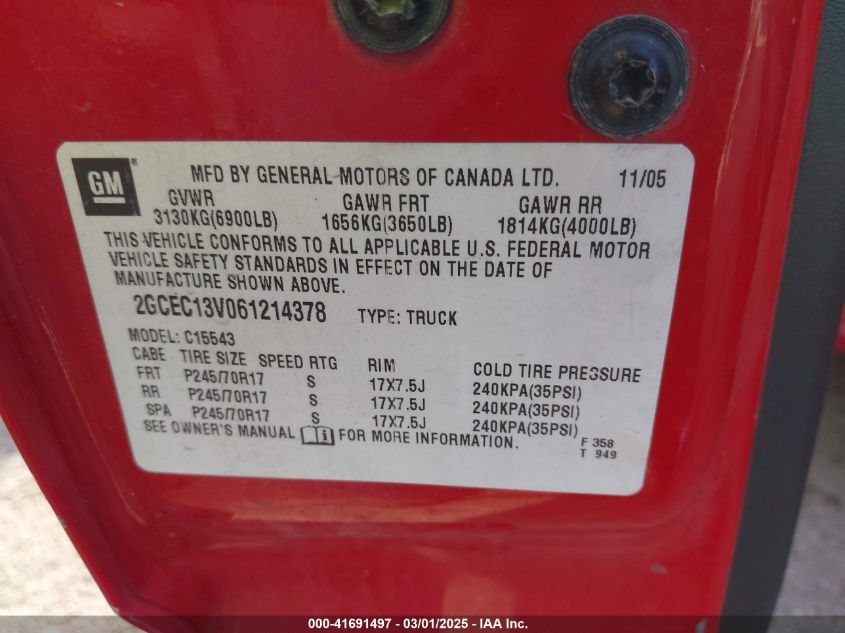 GM ® MFD BY GENERAL MOTORS OF CANADA LTD. 11/05
GVWR GAWR FRT GAWR RR
3130KG(6900LB) 1656KG(3650LB) 1814KG(4000LB)
THIS VEHICLE CONFORMS TO ALL APPLICABLE U.S. FEDERAL MOTOR
VEHICLE SAFETY STANDARDS IN EFFECT ON THE DATE OF
MANUFACTURE SHOWN ABOVE.
2GCEC13V061214378 TYPE: TRUCK
MODEL: C15543
CABE TIRE SIZE SPEED RTG RIM COLD TIRE PRESSURE
FRT P245/70R17 S 17X7.5J 240KPA(35PSI)
RR P245/70R17 S 17X7.5J 240KPA(35PSI)
SPA P245/70R17 S 17X7.5J 240KPA(35PSI)
SEE OWNER'S MANUAL i FOR MORE INFORMATION. F 358
T 949
000-41691497 - 03/01/2025 - IAA Inc.